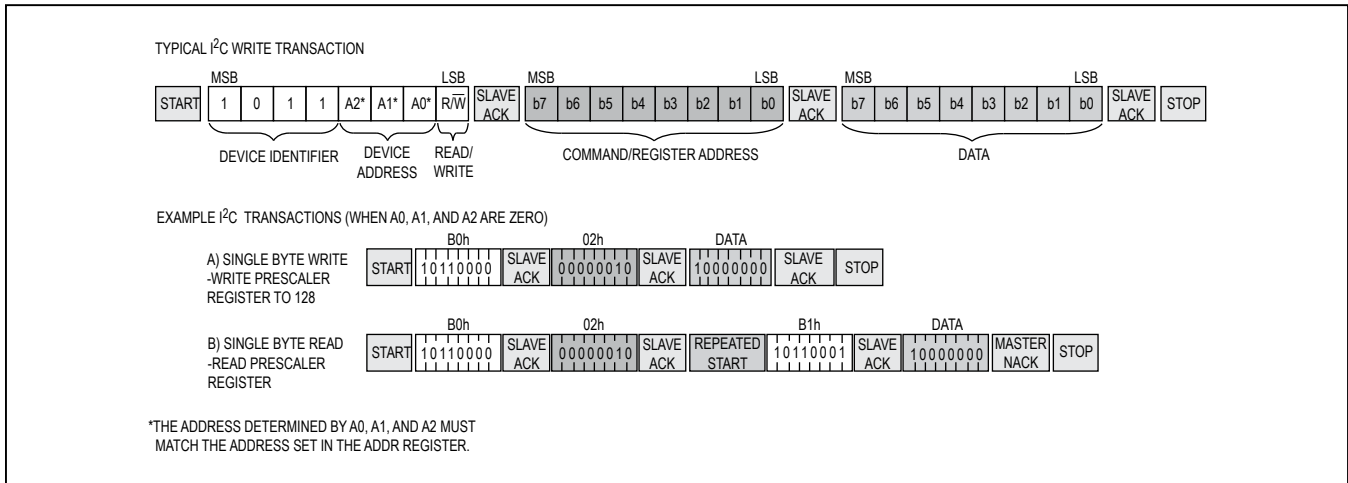 TYPICAL I2C WRITE TRANSACTION
MSB LSB MSB LSB MSB LSB
START 1 0 1 1 A2* A1* A0* R/W̅ SLAVE ACK b7 b6 b5 b4 b3 b2 b1 b0 SLAVE ACK b7 b6 b5 b4 b3 b2 b1 b0 SLAVE ACK STOP
DEVICE IDENTIFIER DEVICE ADDRESS READ/WRITE COMMAND/REGISTER ADDRESS DATA
EXAMPLE I2C TRANSACTIONS (WHEN A0, A1, AND A2 ARE ZERO)
B0h 02h DATA
A) SINGLE BYTE WRITE
-WRITE PRESCALER
REGISTER TO 128
START 10110000 SLAVE ACK 00000010 SLAVE ACK 10000000 SLAVE ACK STOP
B0h 02h B1h DATA
B) SINGLE BYTE READ
-READ PRESCALER
REGISTER
START 10110000 SLAVE ACK 00000010 SLAVE ACK REPEATED START 10110001 SLAVE ACK 10000000 MASTER NACK STOP
*THE ADDRESS DETERMINED BY A0, A1, AND A2 MUST
MATCH THE ADDRESS SET IN THE ADDR REGISTER.